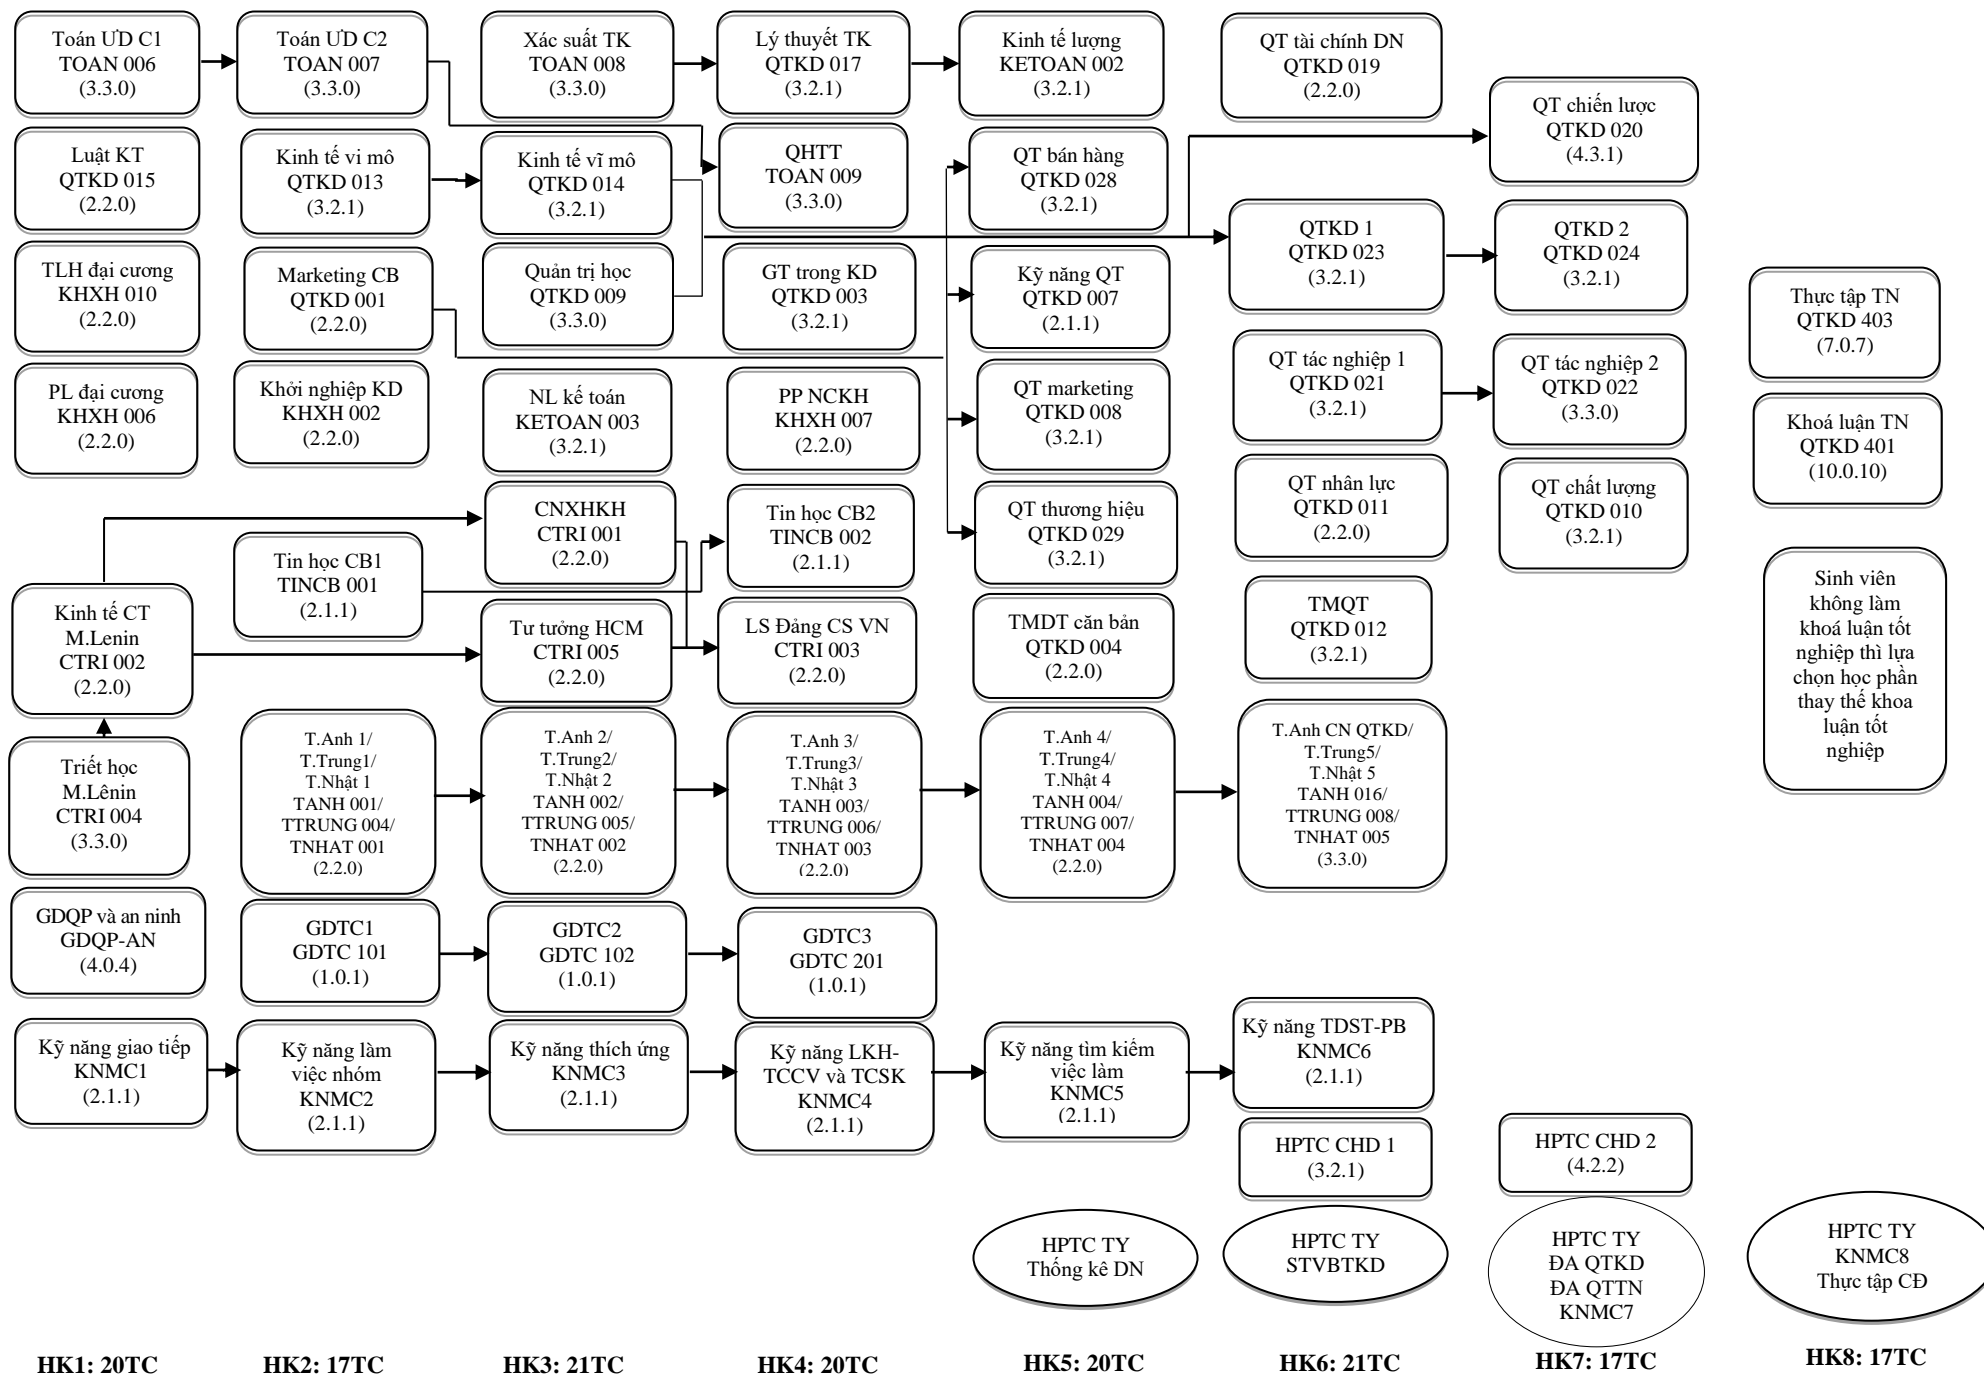 Toán ƯD C1
TOAN 006
(3.3.0)
Luật KT
QTKD 015
(2.2.0)
TLH đại cương
KHXH 010
(2.2.0)
PL đại cương
KHXH 006
(2.2.0)
Kinh tế CT
M.Lenin
CTRI 002
(2.2.0)
Triết học
M.Lênin
CTRI 004
(3.3.0)
GDQP và an ninh
GDQP-AN
(4.0.4)
Kỹ năng giao tiếp
KNMC1
(2.1.1)
HK1: 20TC
Toán ƯD C2
TOAN 007
(3.3.0)
Kinh tế vi mô
QTKD 013
(3.2.1)
Marketing CB
QTKD 001
(2.2.0)
Khởi nghiệp KD
KHXH 002
(2.2.0)
Tin học CB1
TINCB 001
(2.1.1)
T.Anh 1/
T.Trung1/
T.Nhật 1
TANH 001/
TTRUNG 004/
TNHAT 001
(2.2.0)
GDTC1
GDTC 101
(1.0.1)
Kỹ năng làm
việc nhóm
KNMC2
(2.1.1)
HK2: 17TC
Xác suất TK
TOAN 008
(3.3.0)
Kinh tế vĩ mô
QTKD 014
(3.2.1)
Quản trị học
QTKD 009
(3.3.0)
NL kế toán
KETOAN 003
(3.2.1)
CNXHKH
CTRI 001
(2.2.0)
Tư tưởng HCM
CTRI 005
(2.2.0)
T.Anh 2/
T.Trung2/
T.Nhật 2
TANH 002/
TTRUNG 005/
TNHAT 002
(2.2.0)
GDTC2
GDTC 102
(1.0.1)
Kỹ năng thích ứng
KNMC3
(2.1.1)
HK3: 21TC
Lý thuyết TK
QTKD 017
(3.2.1)
QHTT
TOAN 009
(3.3.0)
GT trong KD
QTKD 003
(3.2.1)
PP NCKH
KHXH 007
(2.2.0)
Tin học CB2
TINCB 002
(2.1.1)
LS Đảng CS VN
CTRI 003
(2.2.0)
T.Anh 3/
T.Trung3/
T.Nhật 3
TANH 003/
TTRUNG 006/
TNHAT 003
(2.2.0)
GDTC3
GDTC 201
(1.0.1)
Kỹ năng LKH-
TCCV và TCSK
KNMC4
(2.1.1)
HK4: 20TC
Kinh tế lượng
KETOAN 002
(3.2.1)
QT bán hàng
QTKD 028
(3.2.1)
Kỹ năng QT
QTKD 007
(2.1.1)
QT marketing
QTKD 008
(3.2.1)
QT thương hiệu
QTKD 029
(3.2.1)
TMDT căn bản
QTKD 004
(2.2.0)
T.Anh 4/
T.Trung4/
T.Nhật 4
TANH 004/
TTRUNG 007/
TNHAT 004
(2.2.0)
Kỹ năng tìm kiếm
việc làm
KNMC5
(2.1.1)
HPTC TY
Thống kê DN
HK5: 20TC
QT tài chính DN
QTKD 019
(2.2.0)
QTKD 1
QTKD 023
(3.2.1)
QT tác nghiệp 1
QTKD 021
(3.2.1)
QT nhân lực
QTKD 011
(2.2.0)
TMQT
QTKD 012
(3.2.1)
T.Anh CN QTKD/
T.Trung5/
T.Nhật 5
TANH 016/
TTRUNG 008/
TNHAT 005
(3.3.0)
Kỹ năng TDST-PB
KNMC6
(2.1.1)
HPTC CHD 1
(3.2.1)
HPTC TY
STVBTKD
HK6: 21TC
QT chiến lược
QTKD 020
(4.3.1)
QTKD 2
QTKD 024
(3.2.1)
QT tác nghiệp 2
QTKD 022
(3.3.0)
QT chất lượng
QTKD 010
(3.2.1)
HPTC CHD 2
(4.2.2)
HPTC TY
ĐA QTKD
ĐA QTTN
KNMC7
HK7: 17TC
Thực tập TN
QTKD 403
(7.0.7)
Khoá luận TN
QTKD 401
(10.0.10)
Sinh viên
không làm
khoá luận tốt
nghiệp thì lựa
chọn học phần
thay thế khoa
luận tốt
nghiệp
HPTC TY
KNMC8
Thực tập CĐ
HK8: 17TC